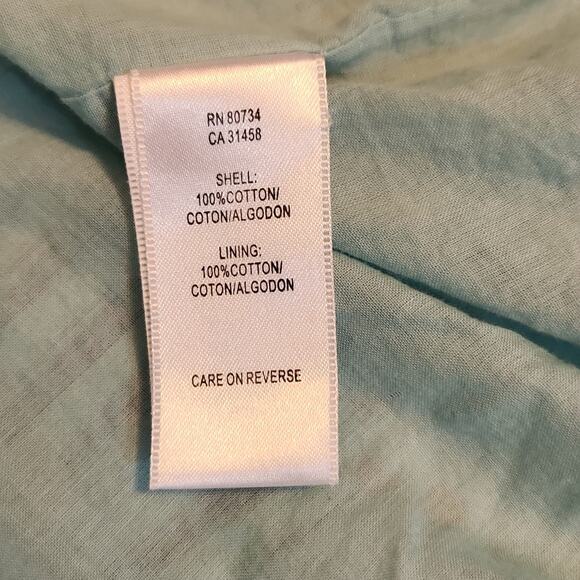 RN 80734
CA 31458
SHELL:
100%COTTON/
COTON/ALGODON
LINING:
100%COTTON/
COTON/ALGODON
CARE ON REVERSE